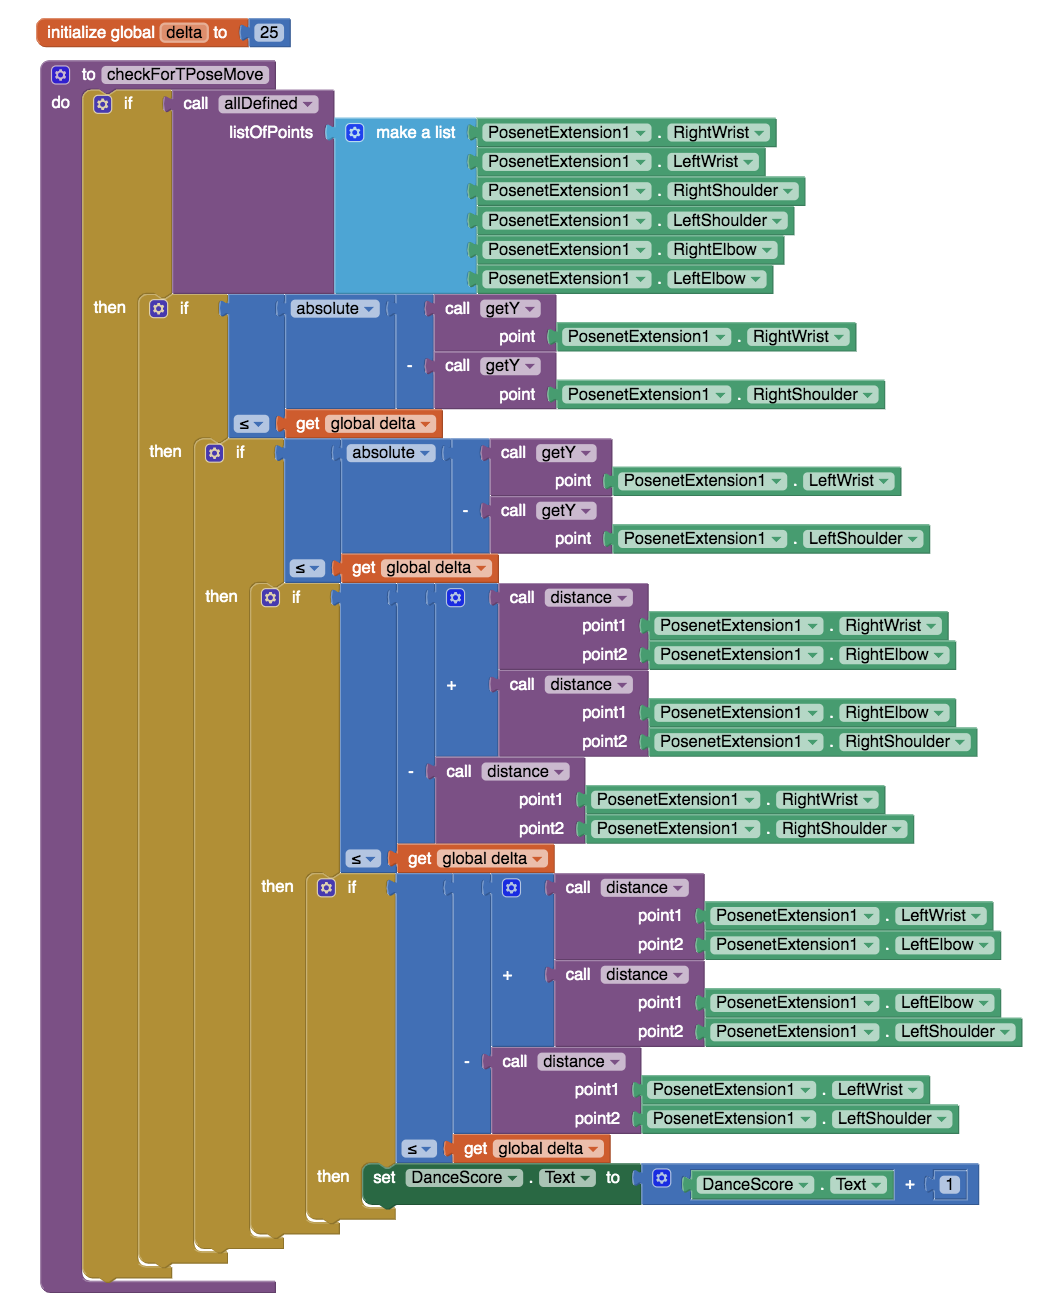 initialize global delta to 25
to checkForTPoseMove
do if call allDefined
listOfPoints make a list PosenetExtension1 . RightWrist
PosenetExtension1 . LeftWrist
PosenetExtension1 . RightShoulder
PosenetExtension1 . LeftShoulder
PosenetExtension1 . RightElbow
PosenetExtension1 . LeftElbow
then if absolute call getY
point PosenetExtension1 . RightWrist
- call getY
point PosenetExtension1 . RightShoulder
≤ get global delta
then if absolute call getY
point PosenetExtension1 . LeftWrist
- call getY
point PosenetExtension1 . LeftShoulder
≤ get global delta
then if call distance
point1 PosenetExtension1 . RightWrist
point2 PosenetExtension1 . RightElbow
+ call distance
point1 PosenetExtension1 . RightElbow
point2 PosenetExtension1 . RightShoulder
- call distance
point1 PosenetExtension1 . RightWrist
point2 PosenetExtension1 . RightShoulder
≤ get global delta
then if call distance
point1 PosenetExtension1 . LeftWrist
point2 PosenetExtension1 . LeftElbow
+ call distance
point1 PosenetExtension1 . LeftElbow
point2 PosenetExtension1 . LeftShoulder
- call distance
point1 PosenetExtension1 . LeftWrist
point2 PosenetExtension1 . LeftShoulder
≤ get global delta
then set DanceScore . Text to DanceScore . Text + 1